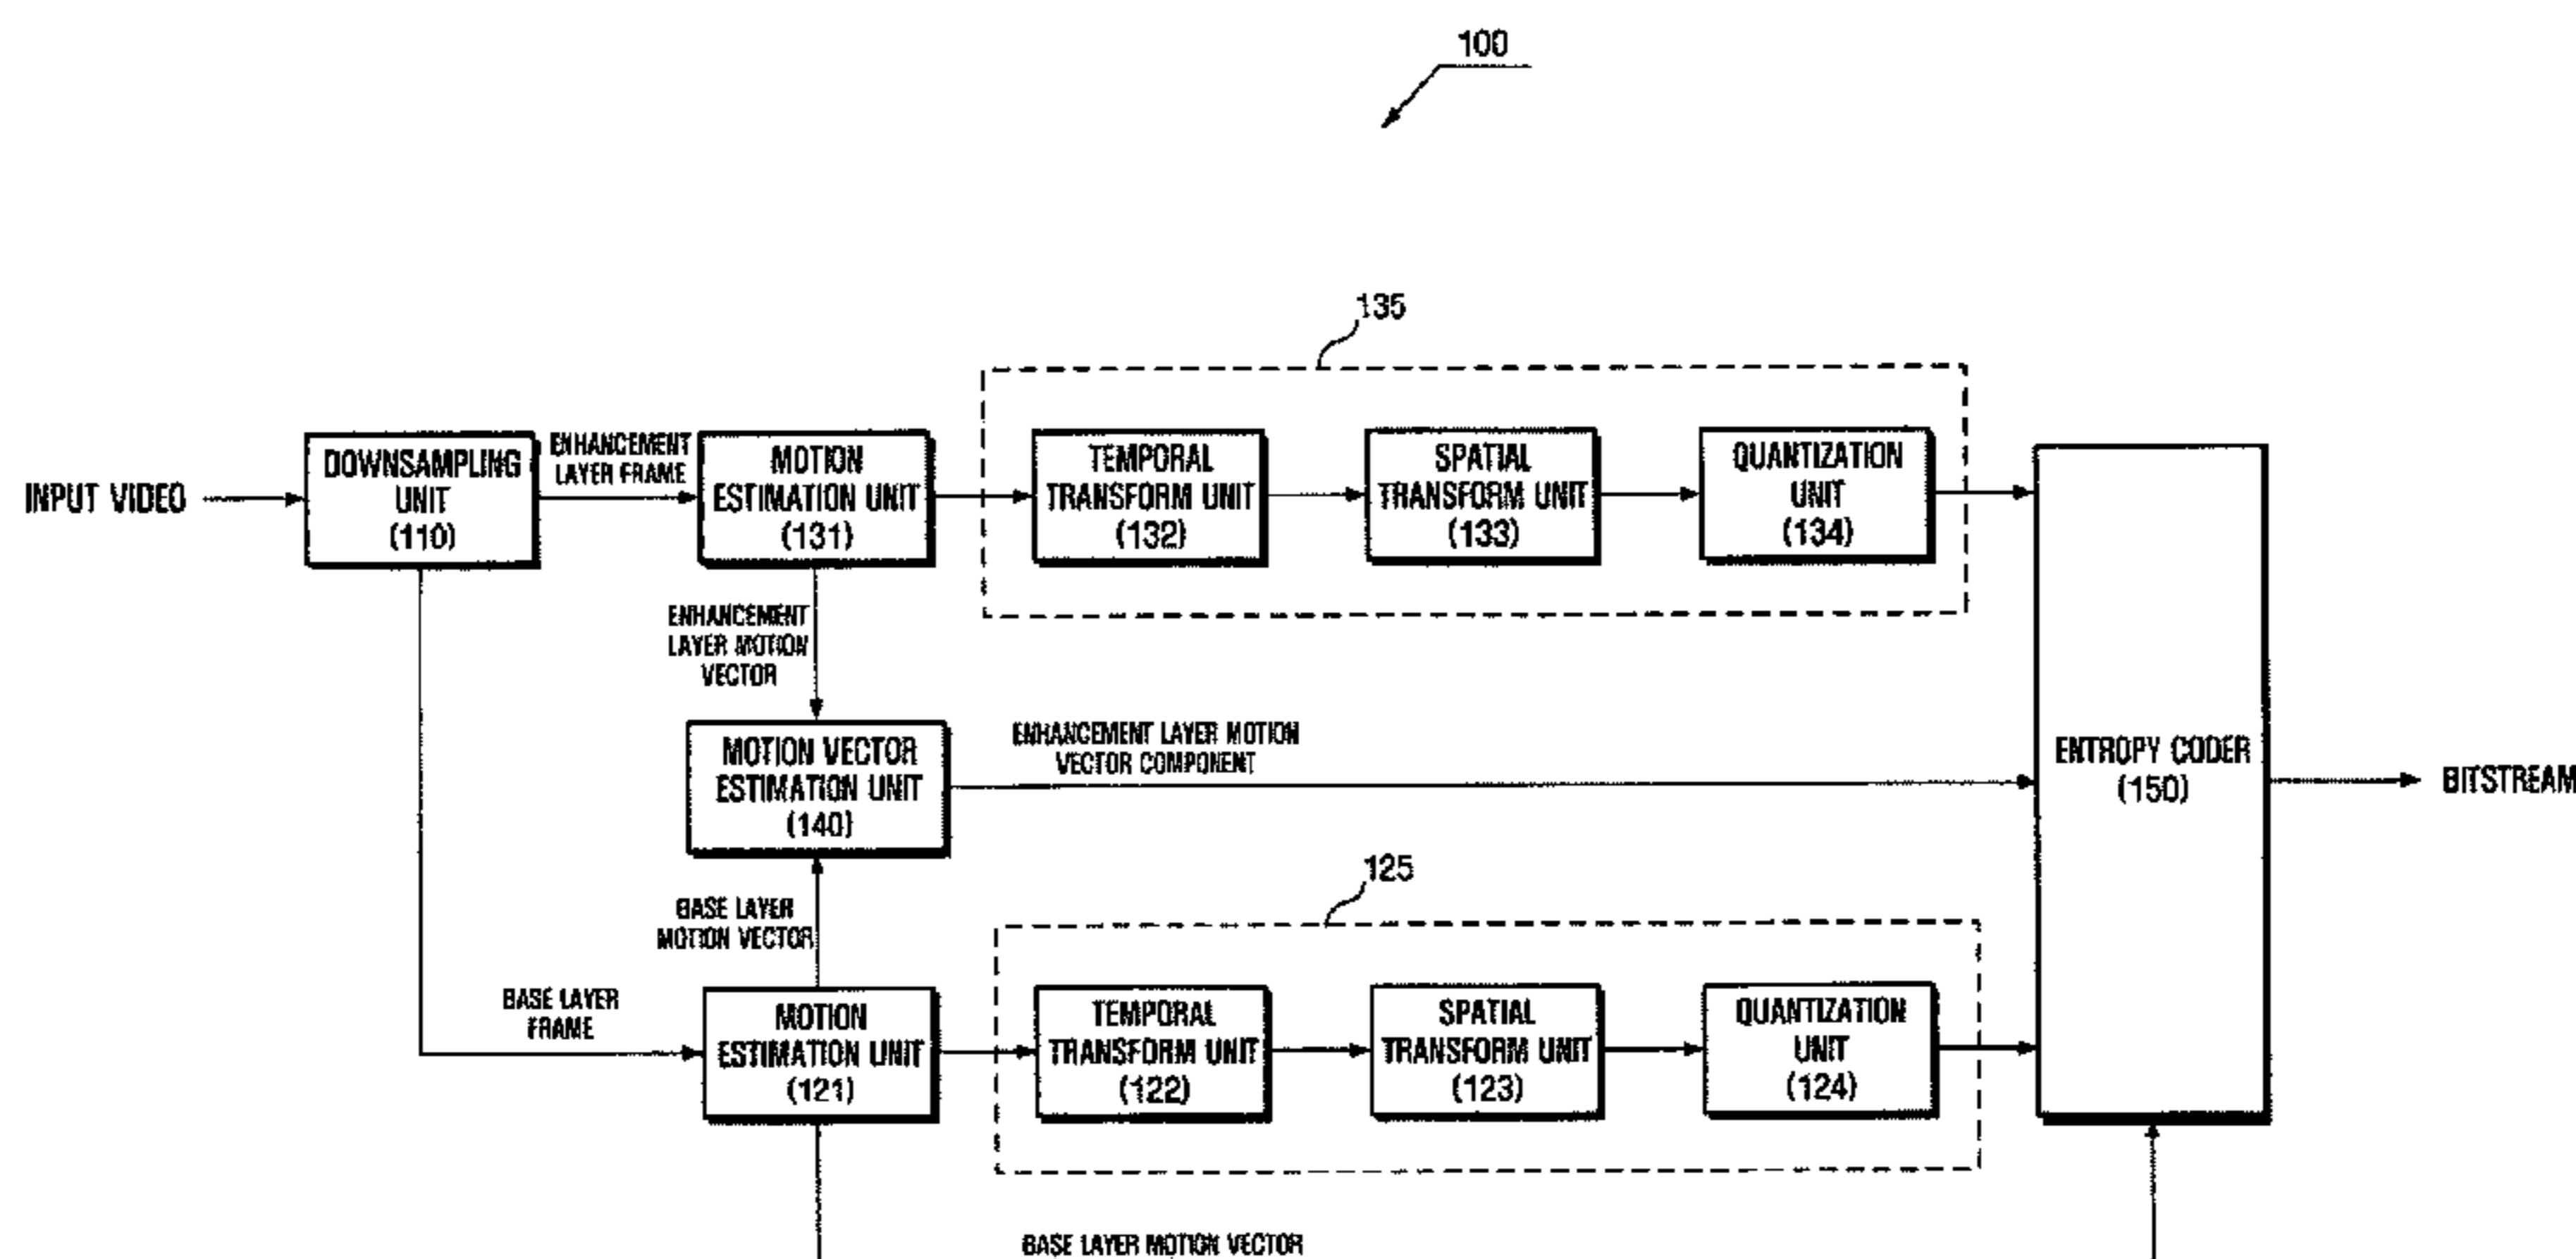 100
135
INPUT VIDEO
DOWNSAMPLING
UNIT
(110)
ENHANCEMENT
LAYER FRAME
MOTION
ESTIMATION UNIT
(131)
TEMPORAL
TRANSFORM UNIT
(132)
SPATIAL
TRANSFORM UNIT
(133)
QUANTIZATION
UNIT
(134)
ENHANCEMENT
LAYER MOTION
VECTOR
MOTION VECTOR
ESTIMATION UNIT
(140)
ENHANCEMENT LAYER MOTION
VECTOR COMPONENT
ENTROPY CODER
(150)
BITSTREAM
125
BASE LAYER
MOTION VECTOR
BASE LAYER
FRAME
MOTION
ESTIMATION UNIT
(121)
TEMPORAL
TRANSFORM UNIT
(122)
SPATIAL
TRANSFORM UNIT
(123)
QUANTIZATION
UNIT
(124)
BASE LAYER MOTION VECTOR